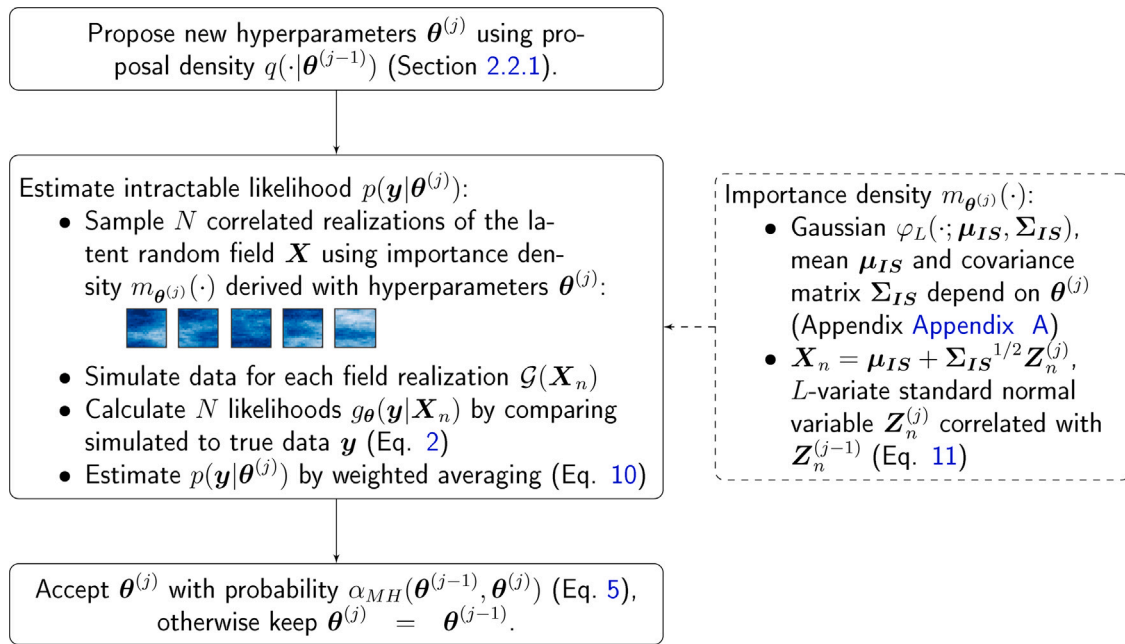 Propose new hyperparameters θ^(j) using pro-
posal density q(·|θ^(j−1)) (Section 2.2.1).
Estimate intractable likelihood p(y|θ^(j)):
• Sample N correlated realizations of the la-
tent random field X using importance den-
sity m_θ^(j)(·) derived with hyperparameters θ^(j):
• Simulate data for each field realization G(X_n)
• Calculate N likelihoods g_θ(y|X_n) by comparing
simulated to true data y (Eq. 2)
• Estimate p(y|θ^(j)) by weighted averaging (Eq. 10)
Importance density m_θ^(j)(·):
• Gaussian φ_L(·; μ_IS, Σ_IS),
mean μ_IS and covariance
matrix Σ_IS depend on θ^(j)
(Appendix Appendix A)
• X_n = μ_IS + Σ_IS^1/2 Z_n^(j),
L-variate standard normal
variable Z_n^(j) correlated with
Z_n^(j−1) (Eq. 11)
Accept θ^(j) with probability α_MH(θ^(j−1), θ^(j)) (Eq. 5),
otherwise keep θ^(j) = θ^(j−1).